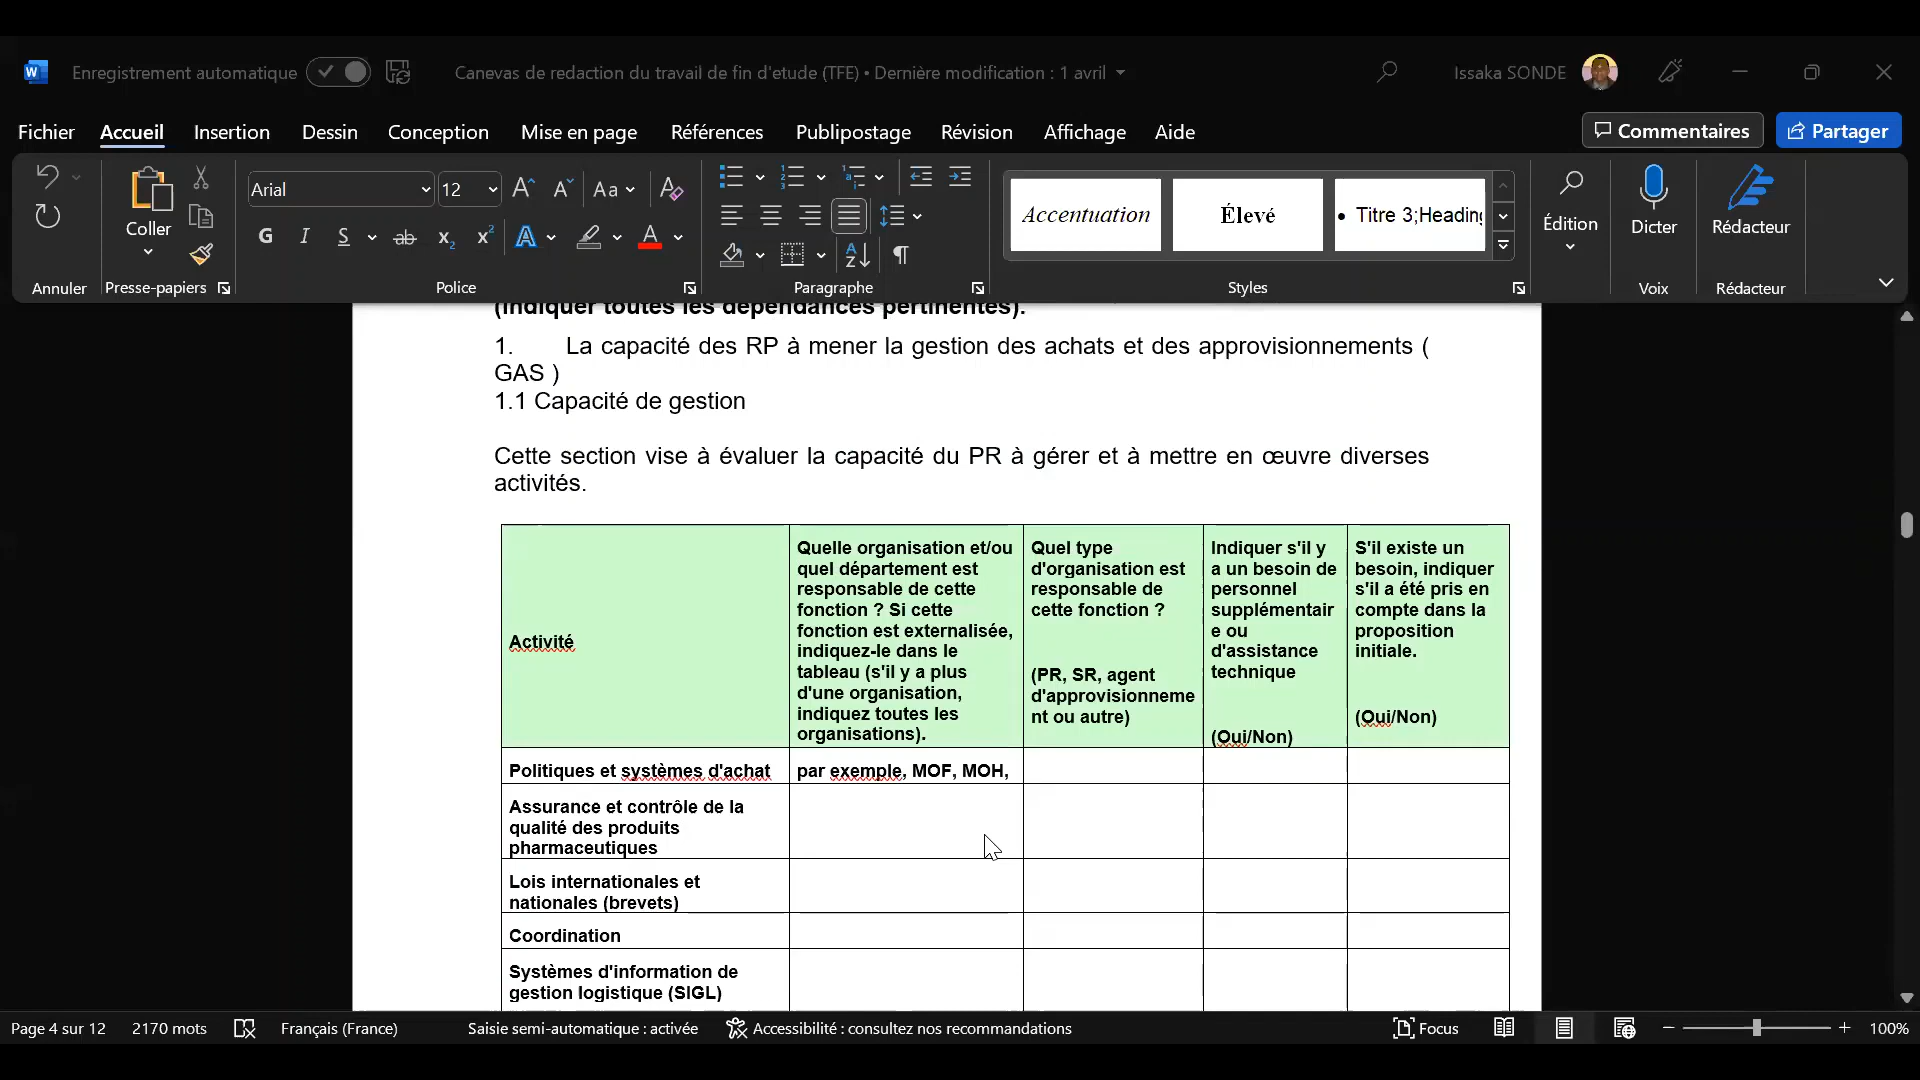 Enregistrement automatique
Canevas de redaction du travail de fin d'etude (TFE) • Dernière modification : 1 avril
Issaka SONDE
Fichier Accueil Insertion Dessin Conception Mise en page Références Publipostage Révision Affichage Aide
Commentaires Partager
Coller
Arial 12
Aa
G I S ab x₂ x² A A
Accentuation
Élevé
• Titre 3;Heading
Édition
Dicter
Rédacteur
Annuler Presse-papiers Police Paragraphe Styles Voix Rédacteur
(Indiquer toutes les dépendances pertinentes).
1. La capacité des RP à mener la gestion des achats et des approvisionnements (
GAS )
1.1 Capacité de gestion
Cette section vise à évaluer la capacité du PR à gérer et à mettre en œuvre diverses
activités.
Activité
Quelle organisation et/ou
quel département est
responsable de cette
fonction ? Si cette
fonction est externalisée,
indiquez-le dans le
tableau (s'il y a plus
d'une organisation,
indiquez toutes les
organisations).
Quel type
d'organisation est
responsable de
cette fonction ?
(PR, SR, agent
d'approvisionneme
nt ou autre)
Indiquer s'il y
a un besoin de
personnel
supplémentair
e ou
d'assistance
technique
(Oui/Non)
S'il existe un
besoin, indiquer
s'il a été pris en
compte dans la
proposition
initiale.
(Oui/Non)
Politiques et systèmes d'achat
par exemple, MOF, MOH,
Assurance et contrôle de la
qualité des produits
pharmaceutiques
Lois internationales et
nationales (brevets)
Coordination
Systèmes d'information de
gestion logistique (SIGL)
Page 4 sur 12 2170 mots Français (France) Saisie semi-automatique : activée Accessibilité : consultez nos recommandations Focus 100%